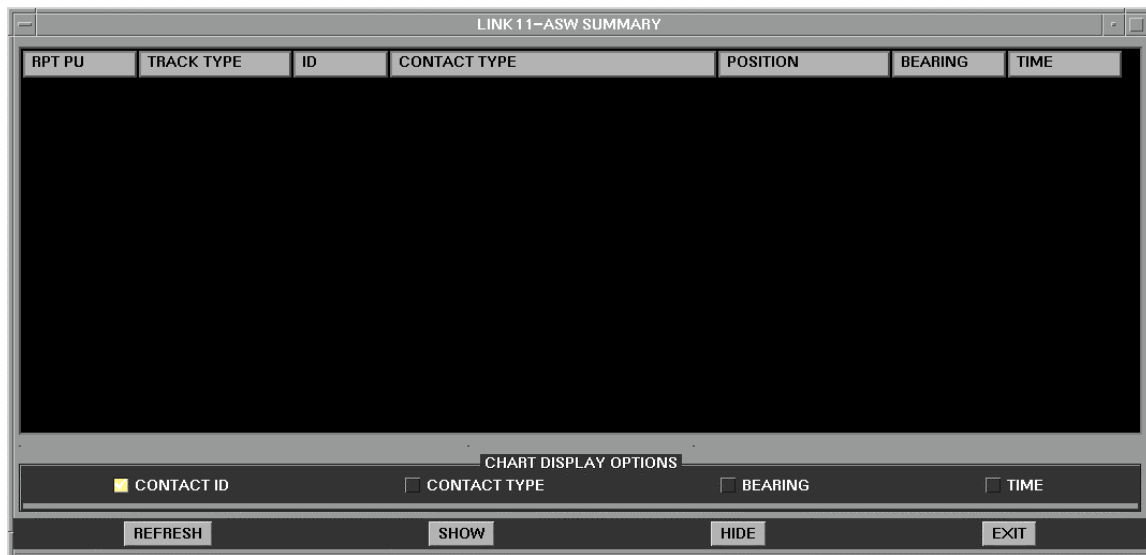 LINK11-ASW SUMMARY
RPT PU TRACK TYPE ID CONTACT TYPE POSITION BEARING TIME
CHART DISPLAY OPTIONS
CONTACT ID CONTACT TYPE BEARING TIME
REFRESH SHOW HIDE EXIT